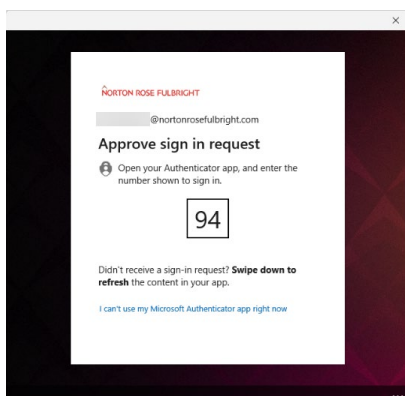 NORTON ROSE FULBRIGHT
@nortonrosefulbright.com
Approve sign in request
Open your Authenticator app, and enter the
number shown to sign in.
94
Didn't receive a sign-in request? Swipe down to
refresh the content in your app.
I can't use my Microsoft Authenticator app right now